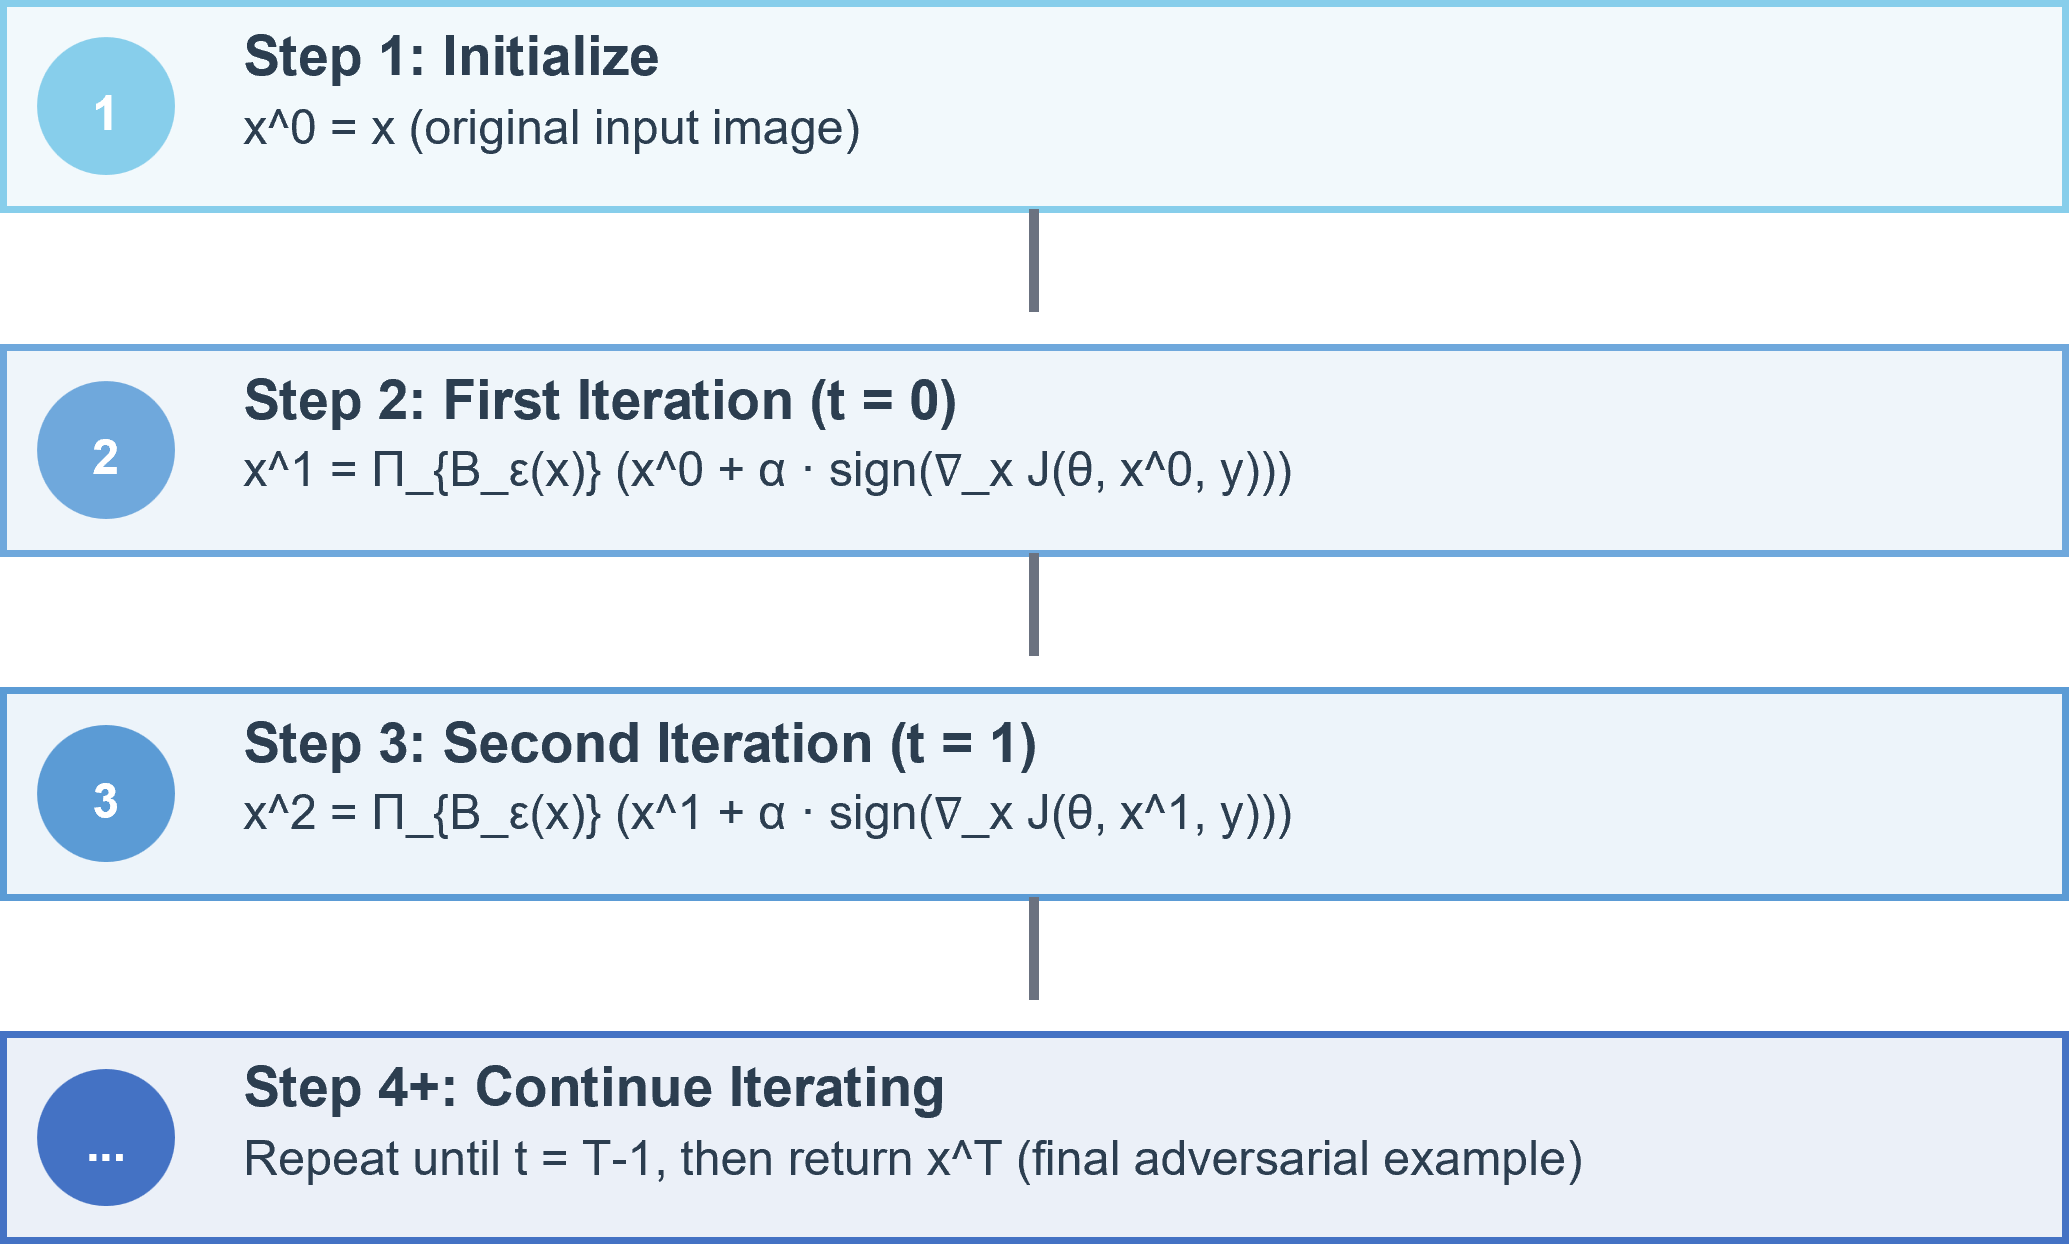 1
Step 1: Initialize
x^0 = x (original input image)
2
Step 2: First Iteration (t = 0)
x^1 = Π_{B_ε(x)} (x^0 + α · sign(∇_x J(θ, x^0, y)))
3
Step 3: Second Iteration (t = 1)
x^2 = Π_{B_ε(x)} (x^1 + α · sign(∇_x J(θ, x^1, y)))
...
Step 4+: Continue Iterating
Repeat until t = T-1, then return x^T (final adversarial example)